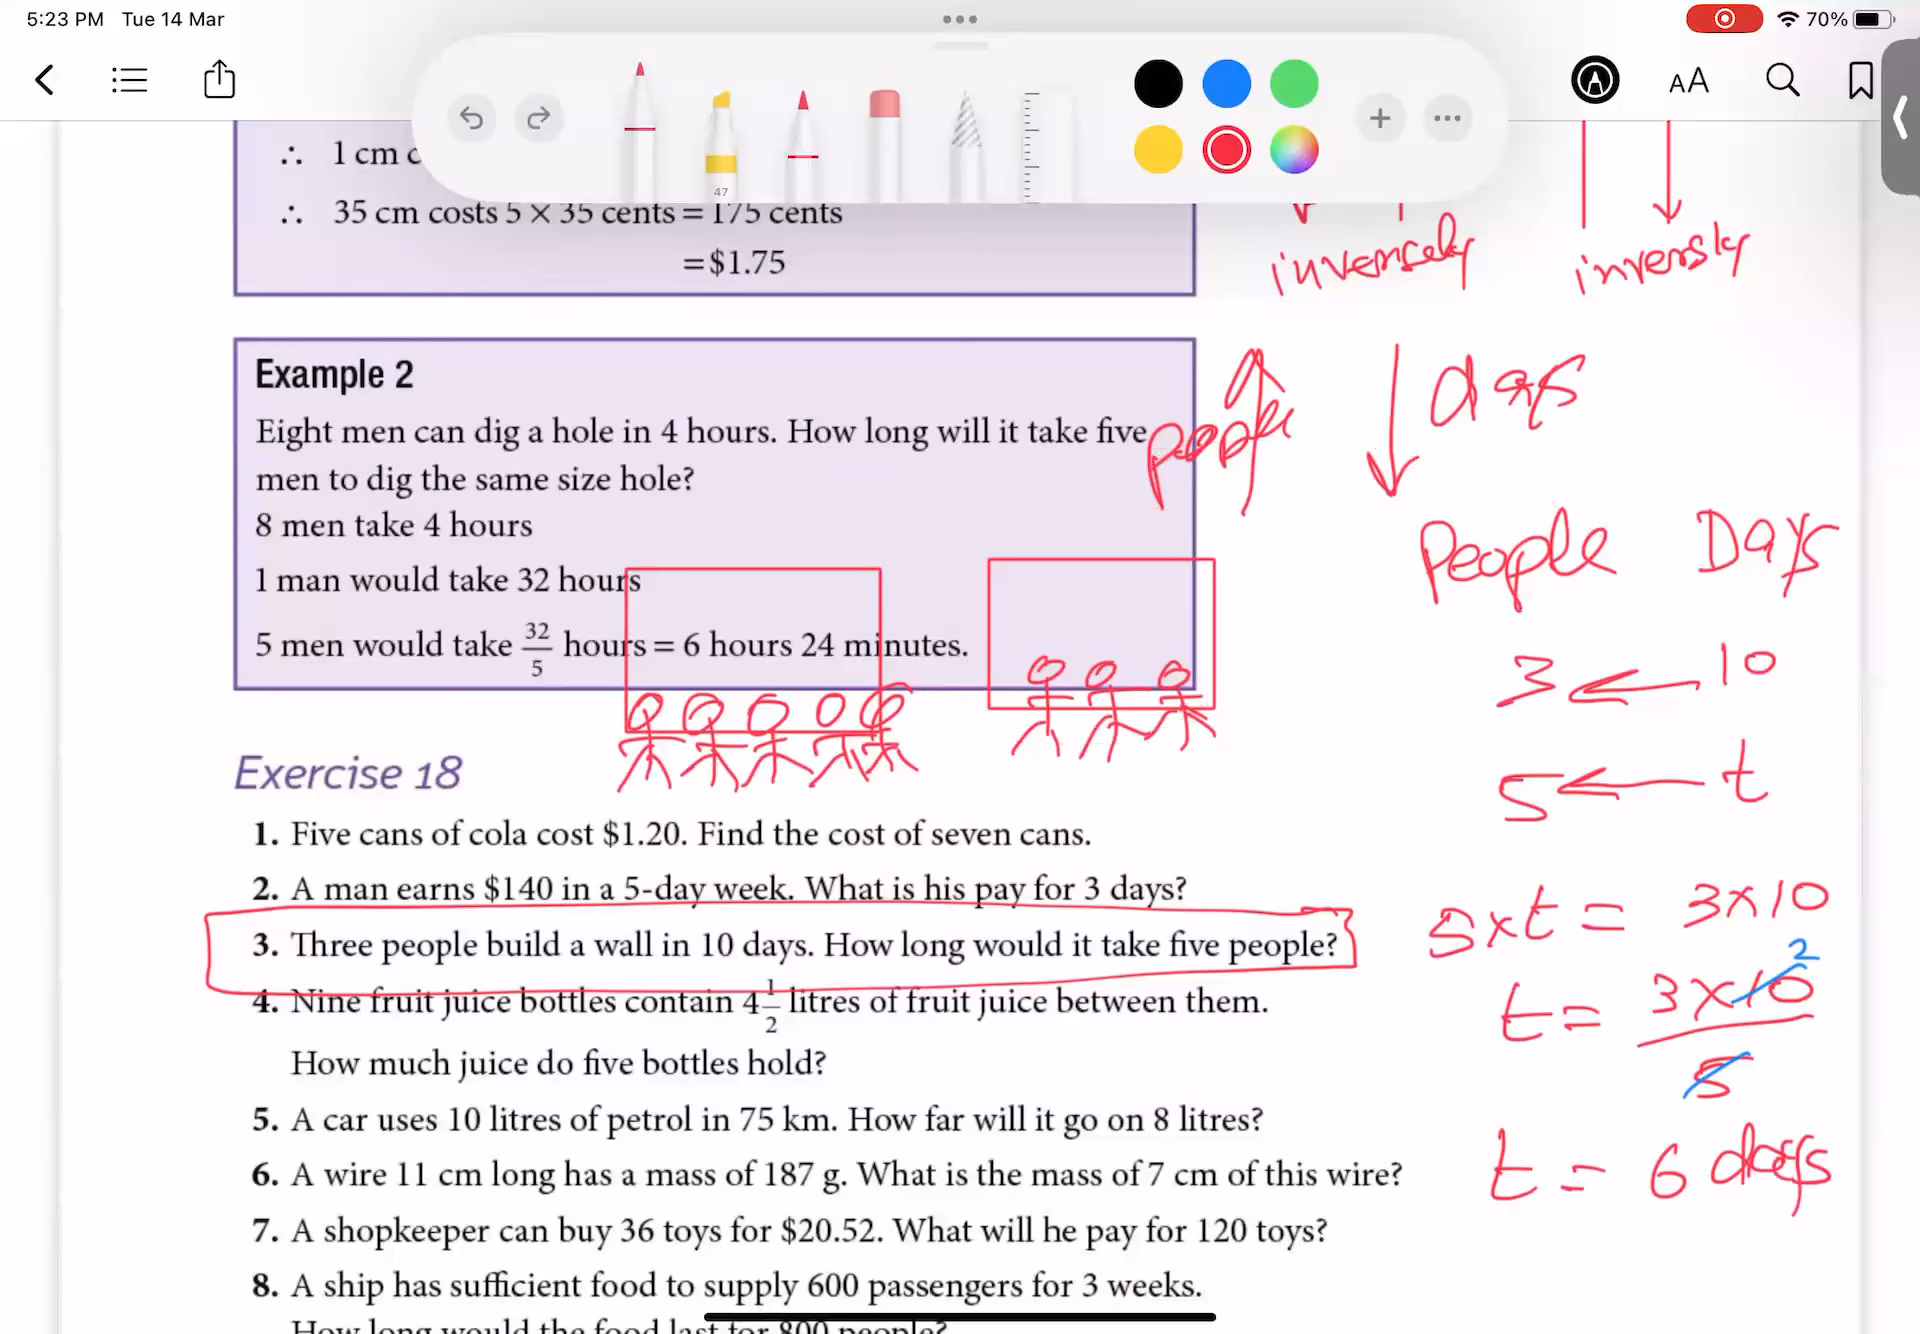 5:23 PM Tue 14 Mar
70%
AA
47
∴ 1 cm c
∴ 35 cm costs 5 × 35 cents = 175 cents
= $1.75
inversely
inversly
Example 2
Eight men can dig a hole in 4 hours. How long will it take five
men to dig the same size hole?
8 men take 4 hours
1 man would take 32 hours
5 men would take 32/5 hours = 6 hours 24 minutes.
people
days
People Days
3 ← 10
5 ← t
5 x t = 3 x 10
t = 3 x 10 / 5
2
t = 6 days
Exercise 18
1. Five cans of cola cost $1.20. Find the cost of seven cans.
2. A man earns $140 in a 5-day week. What is his pay for 3 days?
3. Three people build a wall in 10 days. How long would it take five people?
4. Nine fruit juice bottles contain 4 1/2 litres of fruit juice between them.
How much juice do five bottles hold?
5. A car uses 10 litres of petrol in 75 km. How far will it go on 8 litres?
6. A wire 11 cm long has a mass of 187 g. What is the mass of 7 cm of this wire?
7. A shopkeeper can buy 36 toys for $20.52. What will he pay for 120 toys?
8. A ship has sufficient food to supply 600 passengers for 3 weeks.
How long would the food last for 800 people?